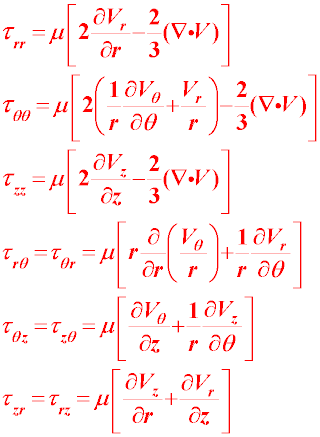 τ_rr = μ[2 ∂V_r/∂r − 2/3 (∇•V)]
τ_θθ = μ[2(1/r ∂V_θ/∂θ + V_r/r) − 2/3 (∇•V)]
τ_zz = μ[2 ∂V_z/∂z − 2/3 (∇•V)]
τ_rθ = τ_θr = μ[r ∂/∂r (V_θ/r) + 1/r ∂V_r/∂θ]
τ_θz = τ_zθ = μ[∂V_θ/∂z + 1/r ∂V_z/∂θ]
τ_zr = τ_rz = μ[∂V_z/∂r + ∂V_r/∂z]